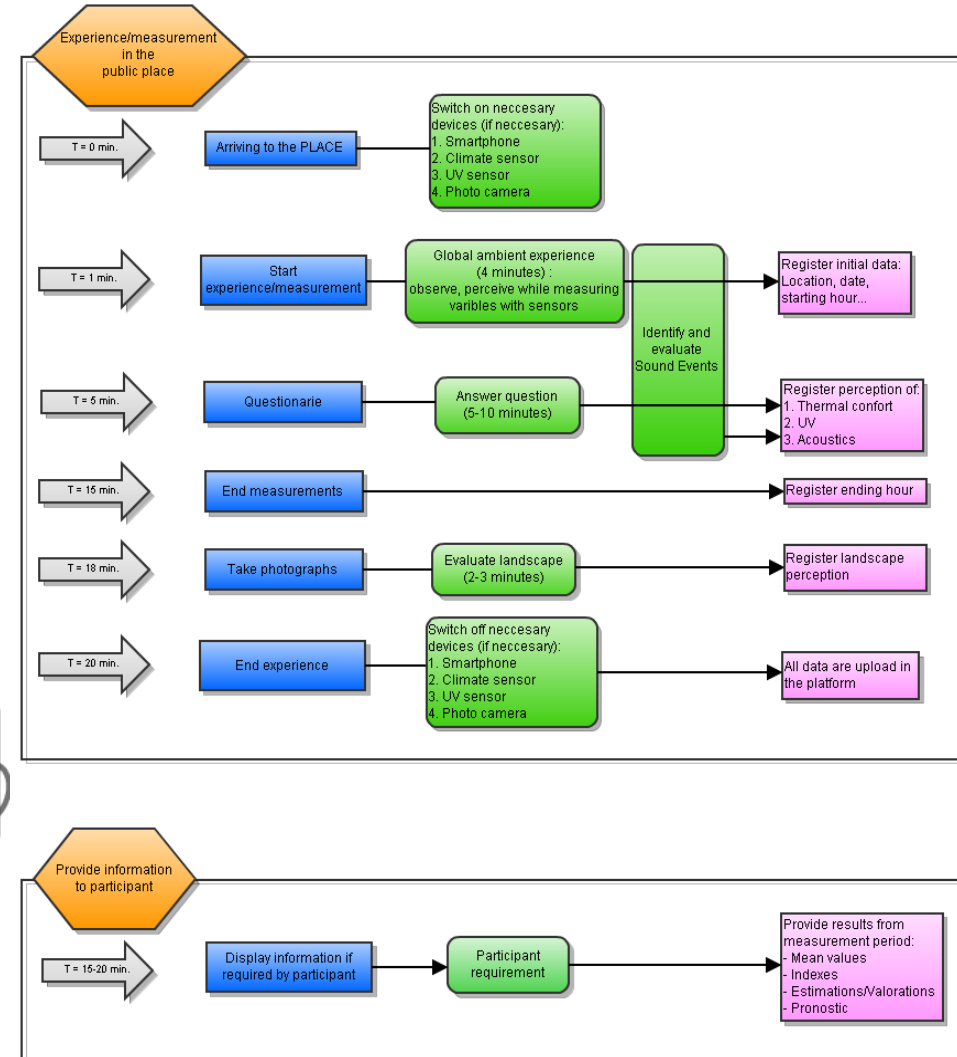 Experience/measurement
in the
public place
T = 0 min.
Arriving to the PLACE
Switch on neccesary
devices (if neccesary):
1. Smartphone
2. Climate sensor
3. UV sensor
4. Photo camera
T = 1 min.
Start
experience/measurement
Global ambient experience
(4 minutes) :
observe, perceive while measuring
varibles with sensors
Identify and
evaluate
Sound Events
Register initial data:
Location, date,
starting hour...
T = 5 min.
Questionarie
Answer question
(5-10 minutes)
Register perception of:
1. Thermal confort
2. UV
3. Acoustics
T = 15 min.
End measurements
Register ending hour
T = 18 min.
Take photographs
Evaluate landscape
(2-3 minutes)
Register landscape
perception
T = 20 min.
End experience
Switch off neccesary
devices (if neccesary):
1. Smartphone
2. Climate sensor
3. UV sensor
4. Photo camera
All data are upload in
the platform
Provide information
to participant
T = 15-20 min.
Display information if
required by participant
Participant
requirement
Provide results from
measurement period:
- Mean values
- Indexes
- Estimations/Valorations
- Pronostic